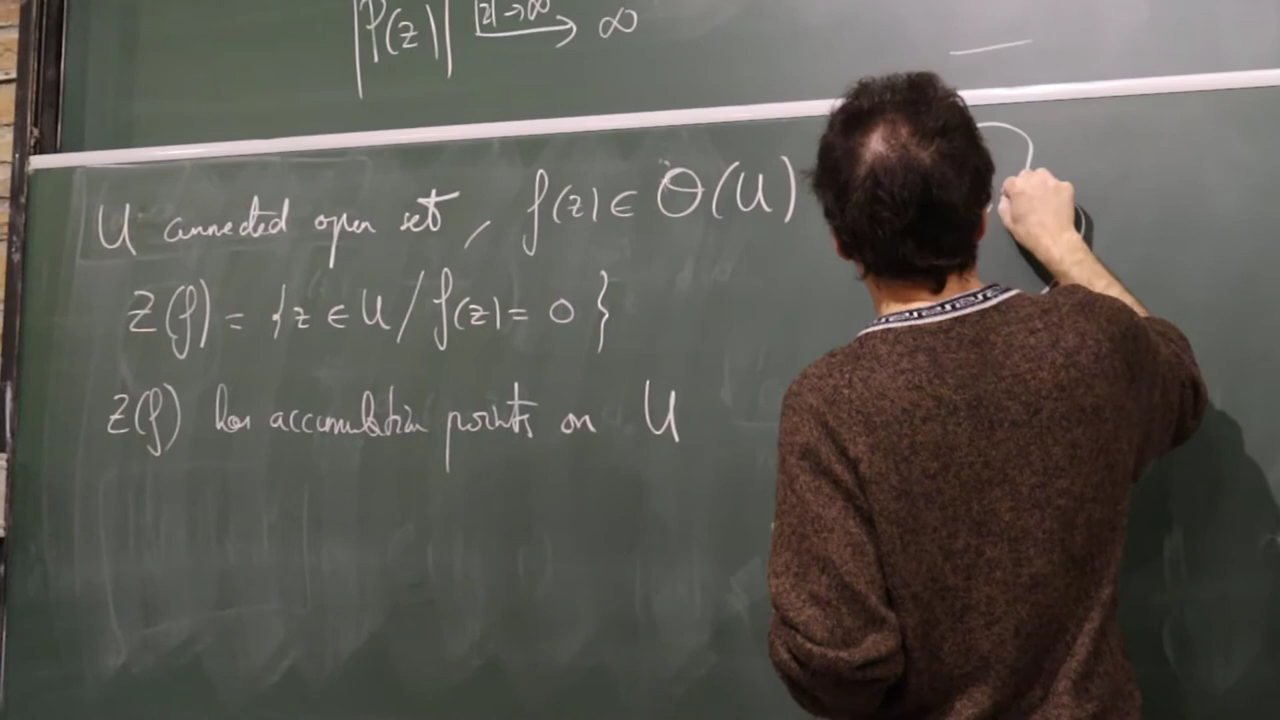 |P(z)| |z|→∞ ⟶ ∞
U connected open set, f(z) ∈ O(U)
Z(f) = {z ∈ U / f(z) = 0}
Z(f) has accumulation points on U